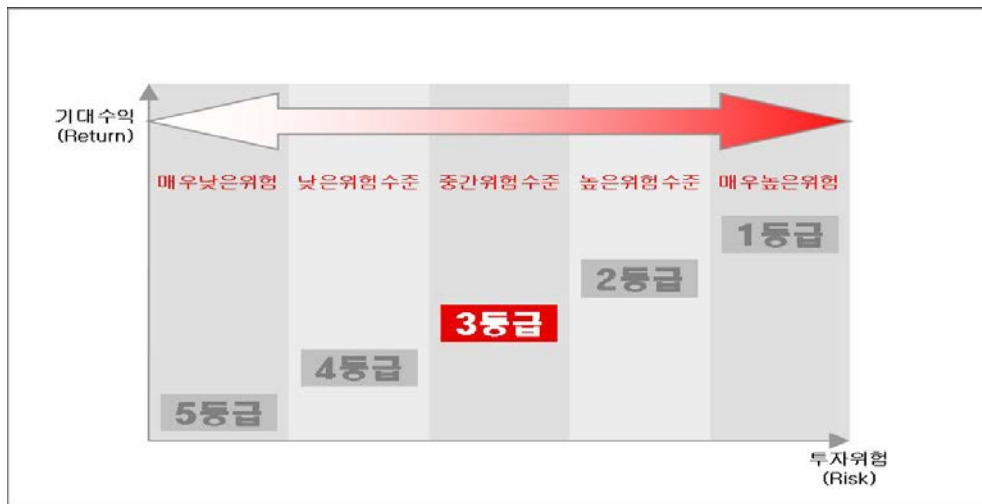 기대수익
(Return)
매우낮은위험 낮은위험수준 중간위험수준 높은위험수준 매우높은위험
1등급
2등급
3등급
4등급
5등급
투자위험
(Risk)